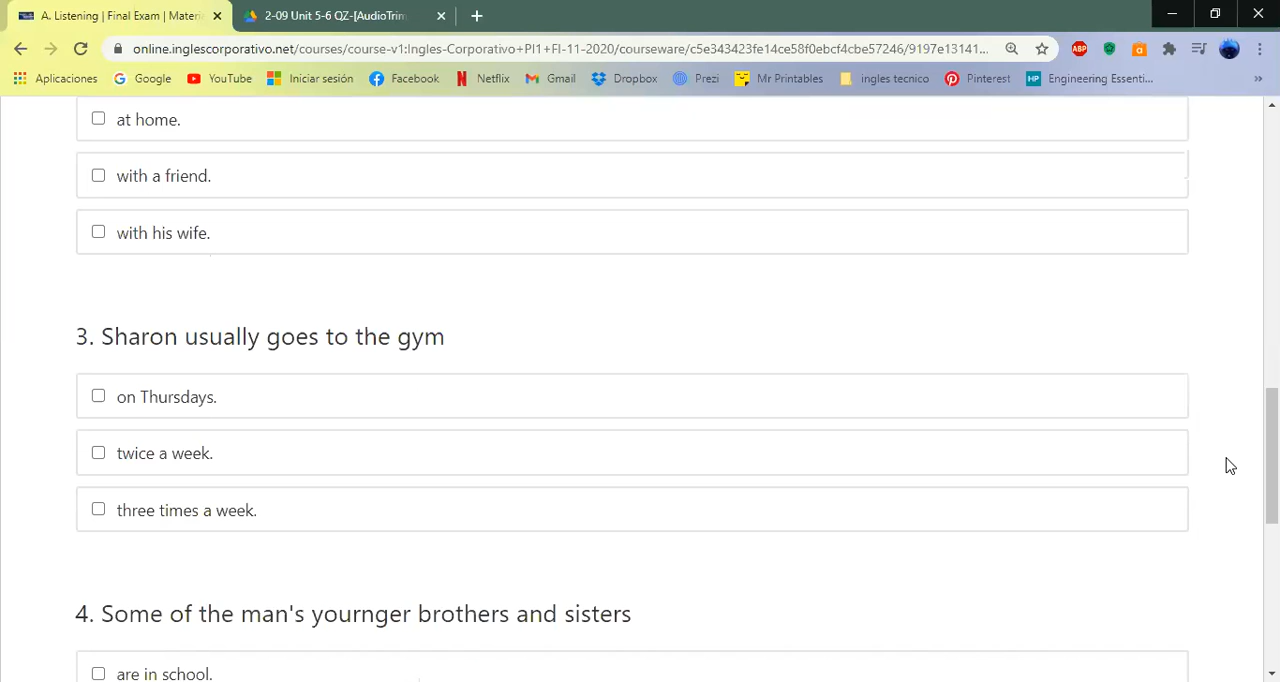 A. Listening | Final Exam | Materi
2-09 Unit 5-6 QZ-[AudioTrim
online.inglescorporativo.net/courses/course-v1:Ingles-Corporativo+PI1+FI-11-2020/courseware/c5e343423fe14ce58f0ebcf4cbe57246/9197e13141...
ABP
Aplicaciones
Google
YouTube
Iniciar sesión
Facebook
Netflix
Gmail
Dropbox
Prezi
Mr Printables
ingles tecnico
Pinterest
Engineering Essenti...
at home.
with a friend.
with his wife.
3. Sharon usually goes to the gym
on Thursdays.
twice a week.
three times a week.
4. Some of the man's yournger brothers and sisters
are in school.